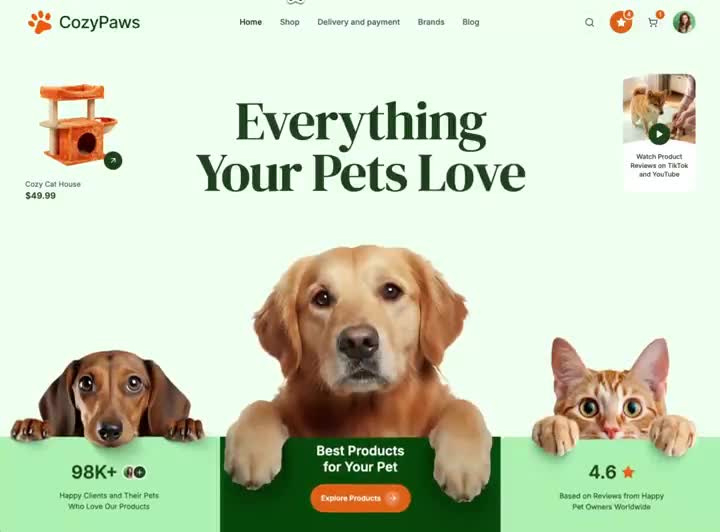 CozyPaws
Home Shop Delivery and payment Brands Blog
4
1
Everything
Your Pets Love
Cozy Cat House
$49.99
Watch Product
Reviews on TikTok
and YouTube
Best Products
for Your Pet
Explore Products
98K+
Happy Clients and Their Pets
Who Love Our Products
4.6
Based on Reviews from Happy
Pet Owners Worldwide